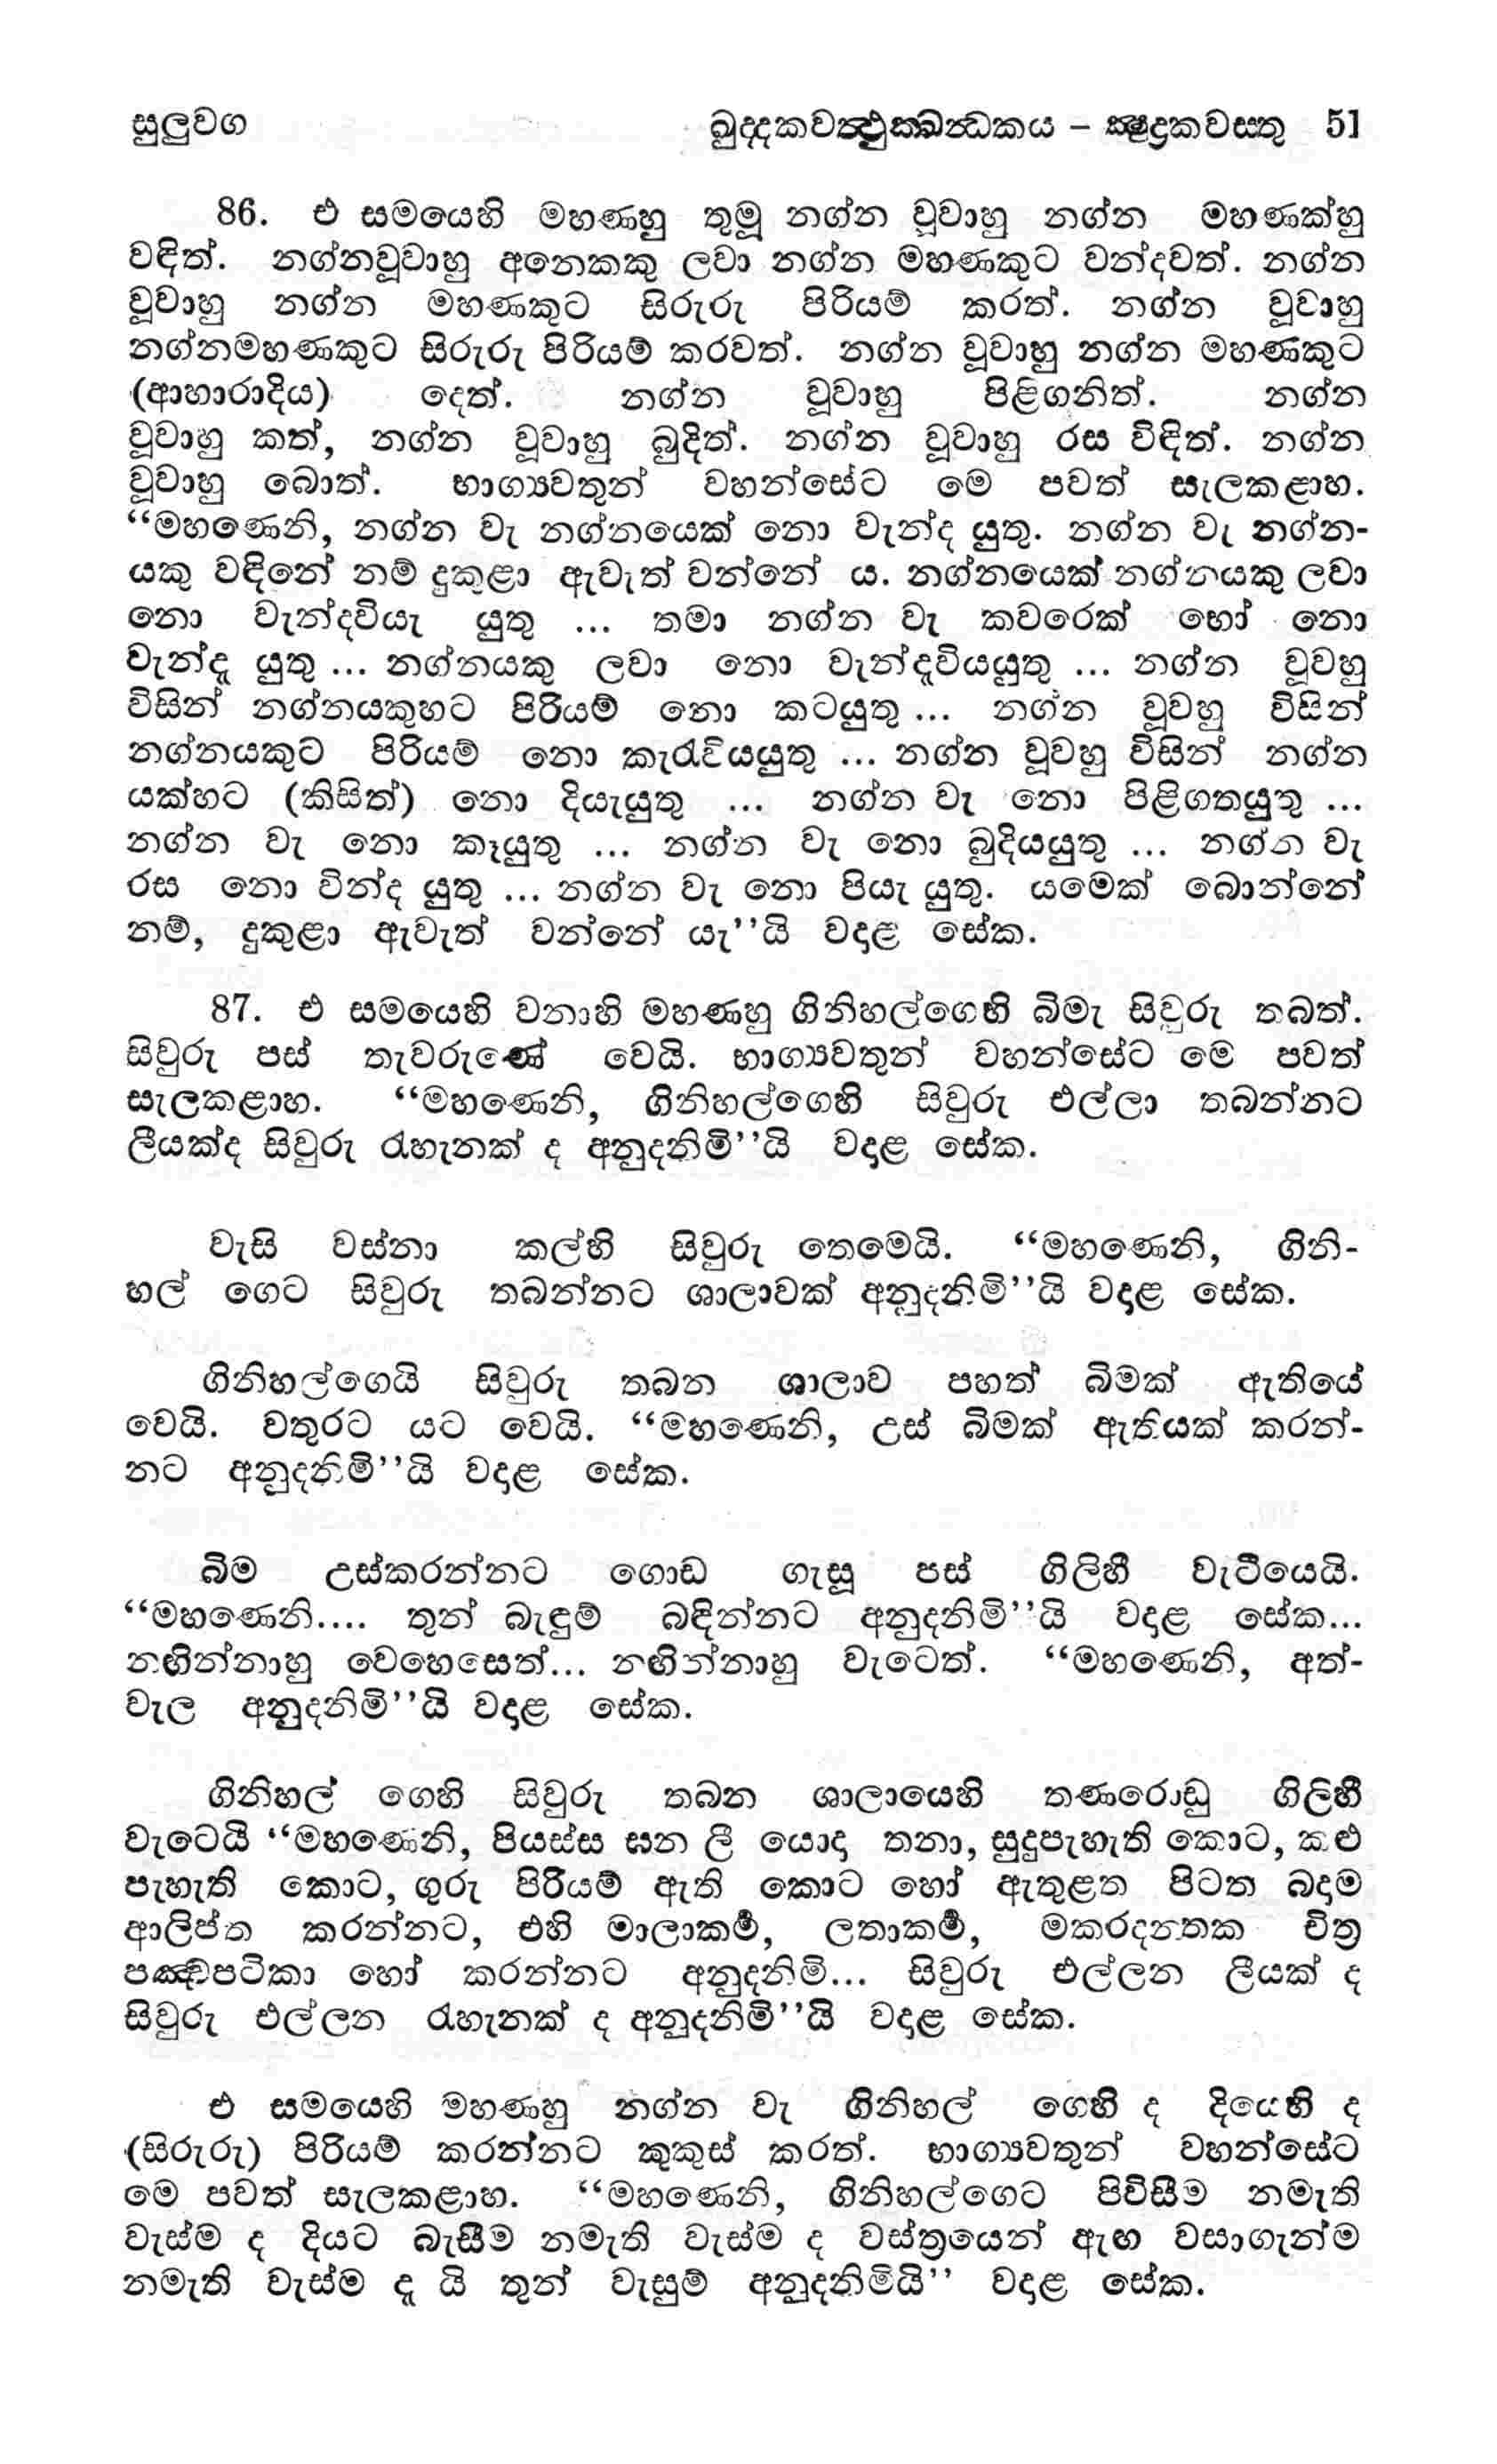 සුලුවග ඛුද්දකවත්ථුක්ඛන්ධකය – ක්ෂුද්‍රකවස්තු 51
86. එ සමයෙහි මහණහු තුමූ නග්න වූවාහු නග්න මහණක්හු
වඳිත්. නග්නවූවාහු අනෙකකු ලවා නග්න මහණකුට වන්දවත්. නග්න
වූවාහු නග්න මහණකුට සිරුරු පිරියම් කරත්. නග්න වූවාහු
නග්නමහණකුට සිරුරු පිරියම් කරවත්. නග්න වූවාහු නග්න මහණකුට
(ආහාරාදිය) දෙත්. නග්න වූවාහු පිළිගනිත්. නග්න
වූවාහු කත්, නග්න වූවාහු බුදිත්. නග්න වූවාහු රස විඳිත්. නග්න
වූවාහු බොත්. භාග්‍යවතුන් වහන්සේට මෙ පවත් සැලකළාහ.
“මහණෙනි, නග්න වැ නග්නයෙක් නො වැන්ද යුතු. නග්න වැ නග්න-
යකු වඳිනේ නම් දුකුළා ඇවැත් වන්නේ ය. නග්නයෙක් නග්නයකු ලවා
නො වැන්දවියැ යුතු ... තමා නග්න වැ කවරෙක් හෝ නො
වැන්දෑ යුතු ... නග්නයකු ලවා නො වැන්දෑවියයුතු ... නග්න වූවහු
විසින් නග්නයකුහට පිරියම් නො කටයුතු ... නග්න වූවහු විසින්
නග්නයකුට පිරියම් නො කැරැවියයුතු ... නග්න වූවහු විසින් නග්න
යක්හට (කිසිත්) නො දියැයුතු ... නග්න වැ නො පිළිගතයුතු ...
නග්න වැ නො කෑයුතු ... නග්න වැ නො බුදියයුතු ... නග්න වැ
රස නො වින්ද යුතු ... නග්න වැ නො පියැ යුතු. යමෙක් බොන්නේ
නම්, දුකුළා ඇවැත් වන්නේ යැ’’යි වදාළ සේක.
87. එ සමයෙහි වනාහි මහණහු ගිනිහල්ගෙහි බිමැ සිවුරු තබත්.
සිවුරු පස් තැවරුණේ වෙයි. භාග්‍යවතුන් වහන්සේට මෙ පවත්
සැලකළාහ. “මහණෙනි, ගිනිහල්ගෙහි සිවුරු එල්ලා තබන්නට
ලීයක්ද සිවුරු රැහැනක් ද අනුදනිමි’’යි වදාළ සේක.
වැසි වස්නා කල්හි සිවුරු තෙමෙයි. “මහණෙනි, ගිනි-
හල් ගෙට සිවුරු තබන්නට ශාලාවක් අනුදනිමි’’යි වදාළ සේක.
ගිනිහල්ගෙයි සිවුරු තබන ශාලාව පහත් බිමක් ඇතියේ
වෙයි. වතුරට යට වෙයි. “මහණෙනි, උස් බිමක් ඇතියක් කරන්-
නට අනුදනිමි’’යි වදාළ සේක.
බිම උස්කරන්නට ගොඩ ගැසූ පස් ගිලිහී වැටීයෙයි.
“මහණෙනි.... තුන් බැඳුම් බඳින්නට අනුදනිමි’’යි වදාළ සේක...
නඟින්නාහු වෙහෙසෙත්... නඟින්නාහු වැටෙත්. “මහණෙනි, අත්-
වැල අනුදනිමි’’යි වදාළ සේක.
ගිනිහල් ගෙහි සිවුරු තබන ශාලායෙහි තණරොඩු ගිලිහී
වැටෙයි “මහණෙනි, පියස්ස ඝන ලී යොදා තනා, සුදුපැහැති කොට, කළු
පැහැති කොට, ගුරු පිරියම් ඇති කොට හෝ ඇතුළත පිටත බදාම
ආලිප්ත කරන්නට, එහි මාලාකර්ම, ලතාකර්ම, මකරදන්තක චිත්‍ර
පඤ්චපටිකා හෝ කරන්නට අනුදනිමි... සිවුරු එල්ලන ලීයක් ද
සිවුරු එල්ලන රැහැනක් ද අනුදනිමි’’යි වදාළ සේක.
එ සමයෙහි මහණහු නග්න වැ ගිනිහල් ගෙහි ද දියෙහි ද
(සිරුරු) පිරියම් කරන්නට කුකුස් කරත්. භාග්‍යවතුන් වහන්සේට
මෙ පවත් සැලකළාහ. “මහණෙනි, ගිනිහල්ගෙට පිවිසීම නමැති
වැස්ම ද දියට බැසීම නමැති වැස්ම ද වස්ත්‍රයෙන් ඇඟ වසාගැන්ම
නමැති වැස්ම දෑ යි තුන් වැසුම් අනුදනිමියි’’ වදාළ සේක.